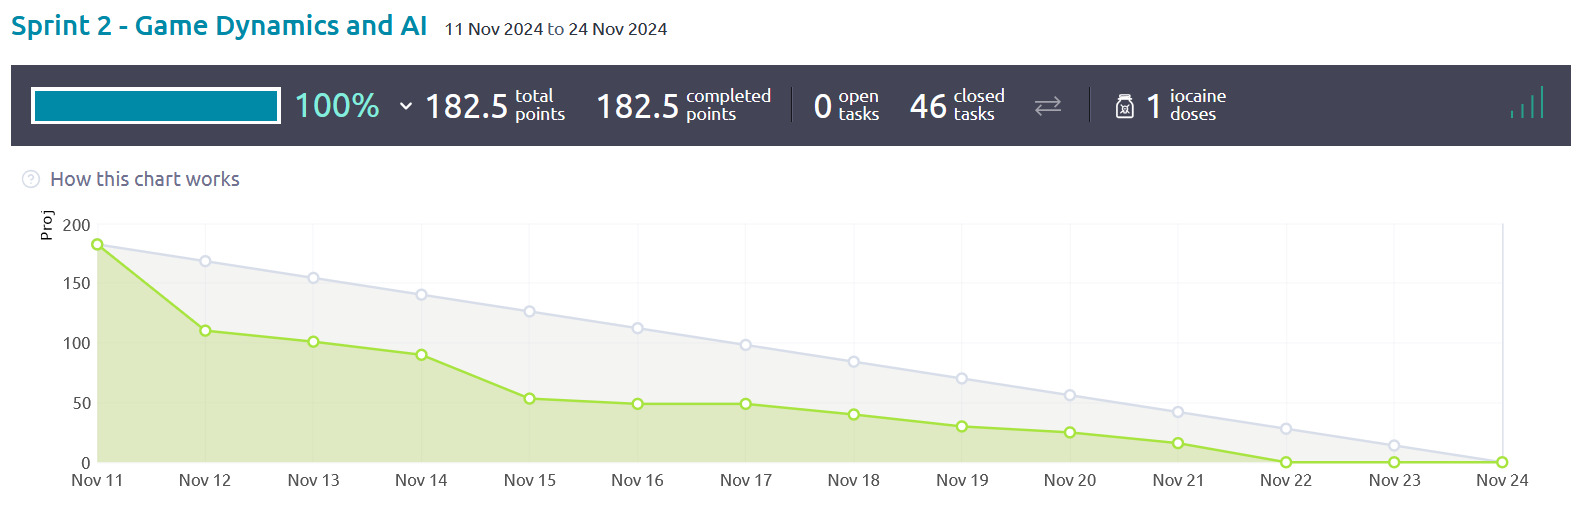 Sprint 2 - Game Dynamics and AI 11 Nov 2024 to 24 Nov 2024
100% 182.5 total points 182.5 completed points 0 open tasks 46 closed tasks 1 iocaine doses
How this chart works
Proj
200
150
100
50
0
Nov 11 Nov 12 Nov 13 Nov 14 Nov 15 Nov 16 Nov 17 Nov 18 Nov 19 Nov 20 Nov 21 Nov 22 Nov 23 Nov 24